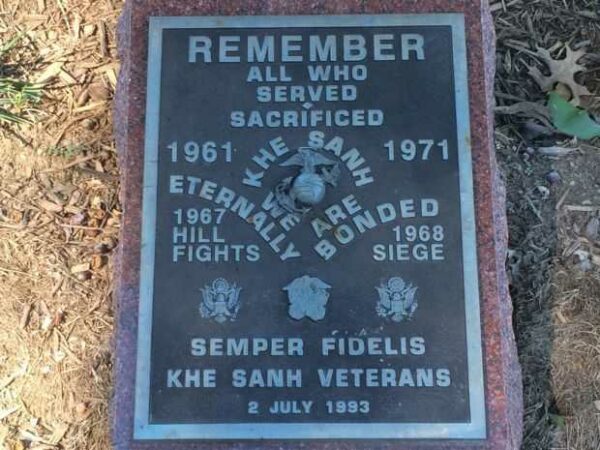 REMEMBER
ALL WHO
SERVED
SACRIFICED
1961 1971
KHE SANH
WE ARE
ETERNALLY BONDED
1967
HILL
FIGHTS
1968
SIEGE
SEMPER FIDELIS
KHE SANH VETERANS
2 JULY 1993